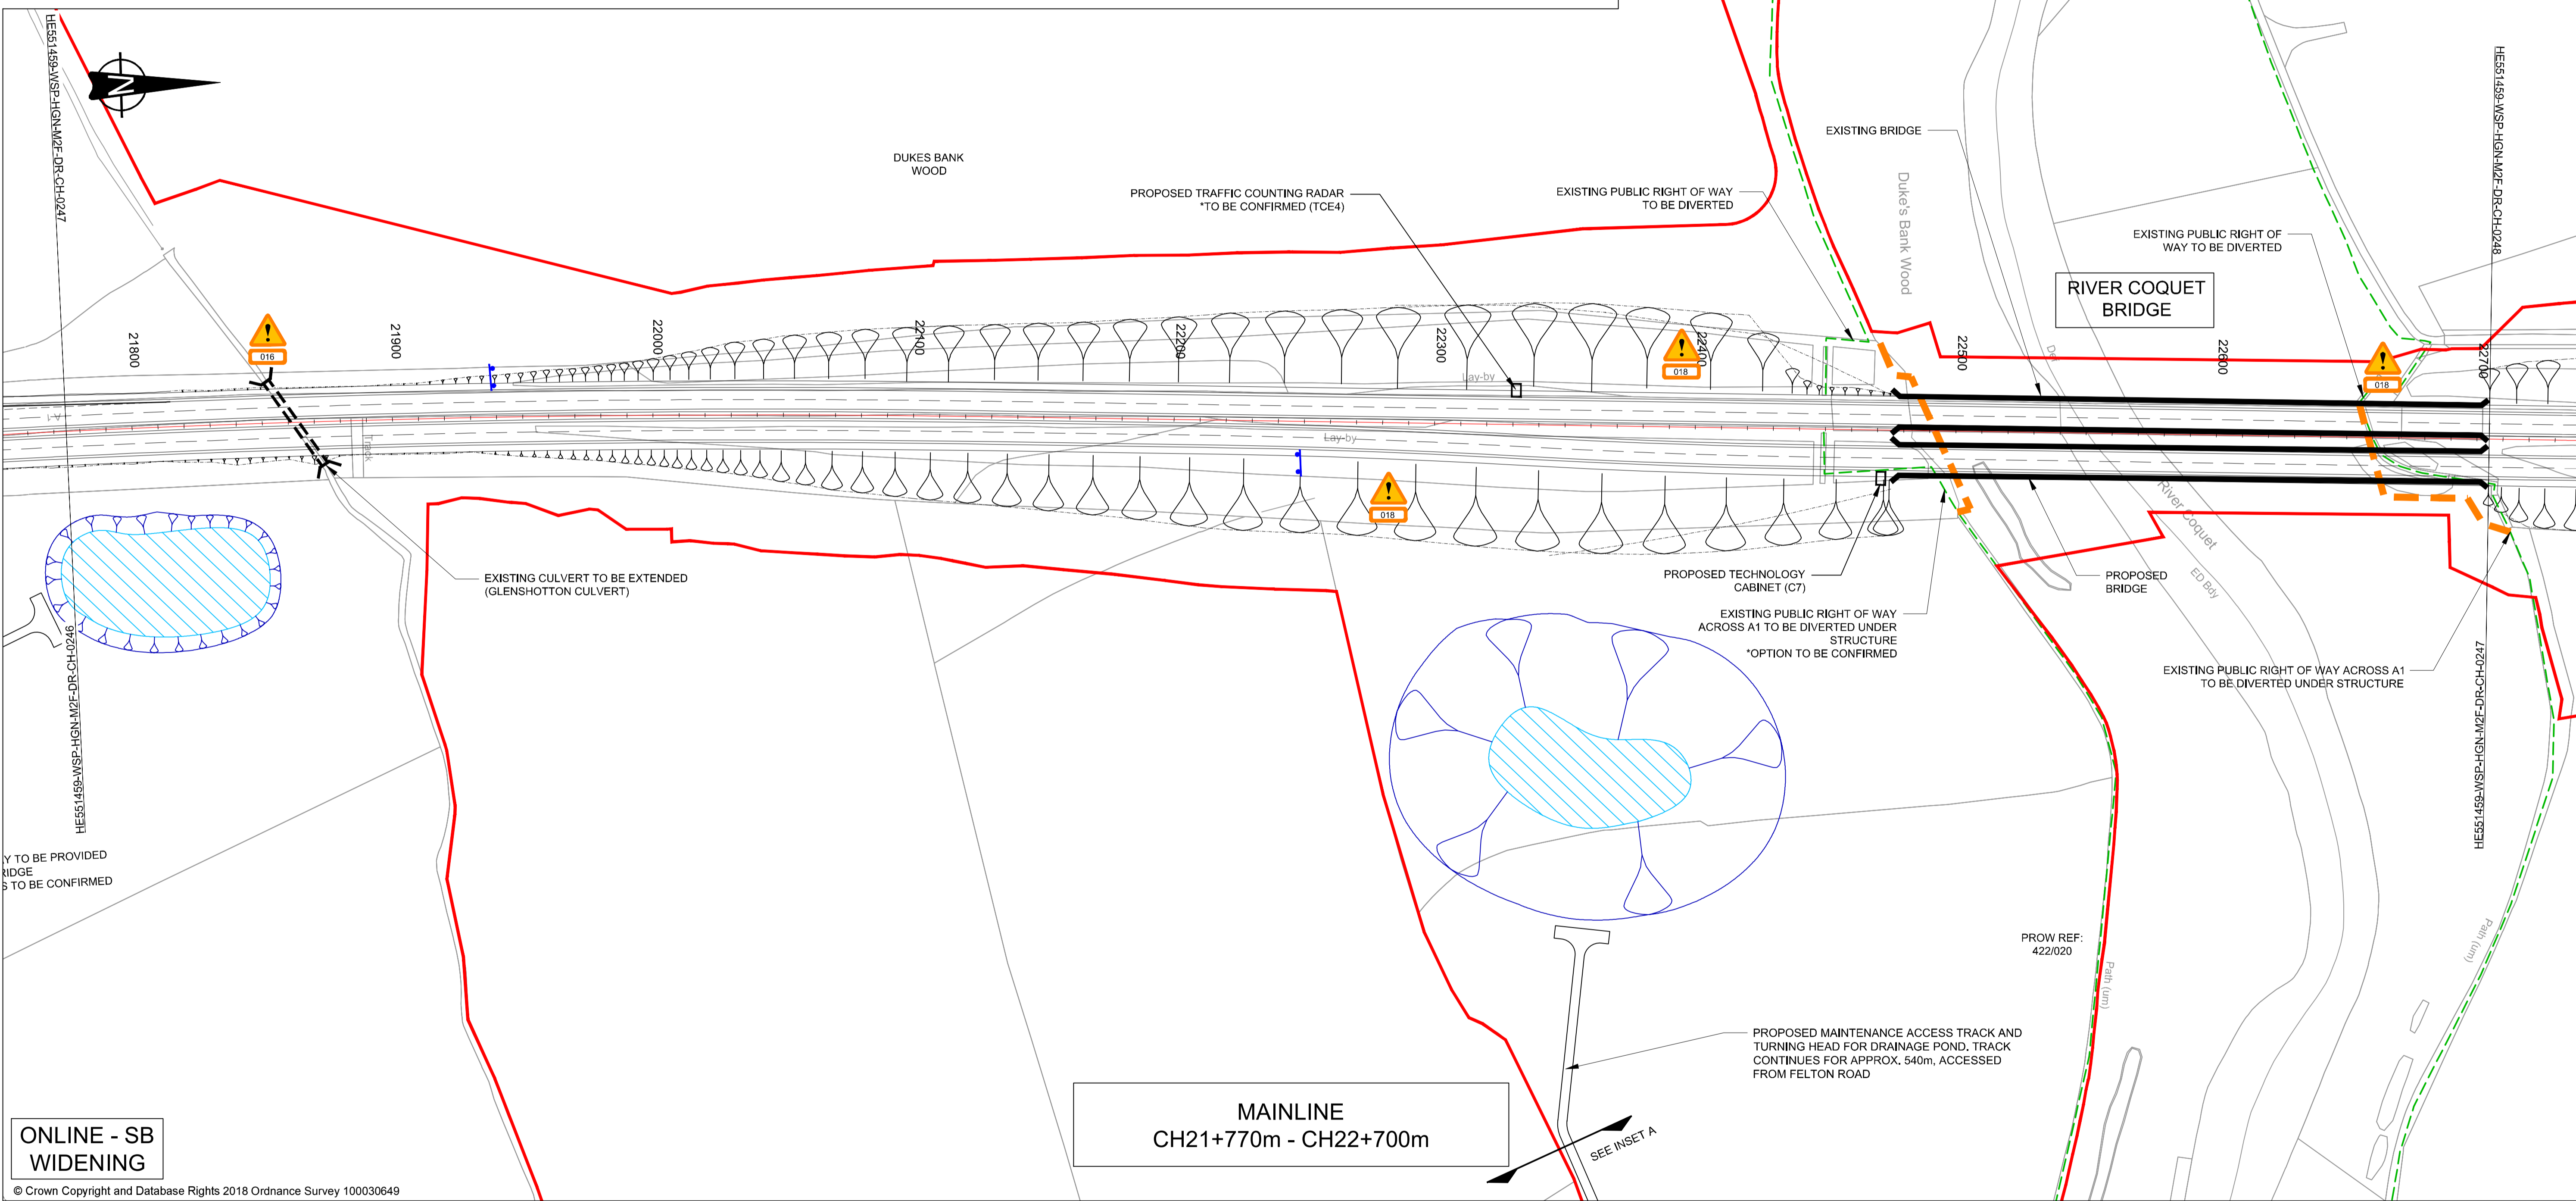 HE551459-WSP-HGN-M2F-DR-CH-0247
N
DUKES BANK
WOOD
PROPOSED TRAFFIC COUNTING RADAR
*TO BE CONFIRMED (TCE4)
EXISTING PUBLIC RIGHT OF WAY
TO BE DIVERTED
EXISTING BRIDGE
Duke's Bank Wood
EXISTING PUBLIC RIGHT OF
WAY TO BE DIVERTED
RIVER COQUET
BRIDGE
HE551459-WSP-HGN-M2F-DR-CH-0248
21800
21900
22000
22100
22200
22300
22400
22500
22600
22700
016
018
018
018
Lay-by
Lay-by
Track
Def
River Coquet
ED Bdy
EXISTING CULVERT TO BE EXTENDED
(GLENSHOTTON CULVERT)
PROPOSED TECHNOLOGY
CABINET (C7)
PROPOSED
BRIDGE
EXISTING PUBLIC RIGHT OF WAY
ACROSS A1 TO BE DIVERTED UNDER
STRUCTURE
*OPTION TO BE CONFIRMED
EXISTING PUBLIC RIGHT OF WAY ACROSS A1
TO BE DIVERTED UNDER STRUCTURE
HE551459-WSP-HGN-M2F-DR-CH-0246
HE551459-WSP-HGN-M2F-DR-CH-0247
Y TO BE PROVIDED
RIDGE
S TO BE CONFIRMED
PROW REF:
422/020
Path (um)
Path (um)
PROPOSED MAINTENANCE ACCESS TRACK AND
TURNING HEAD FOR DRAINAGE POND. TRACK
CONTINUES FOR APPROX. 540m, ACCESSED
FROM FELTON ROAD
MAINLINE
CH21+770m - CH22+700m
SEE INSET A
ONLINE - SB
WIDENING
© Crown Copyright and Database Rights 2018 Ordnance Survey 100030649